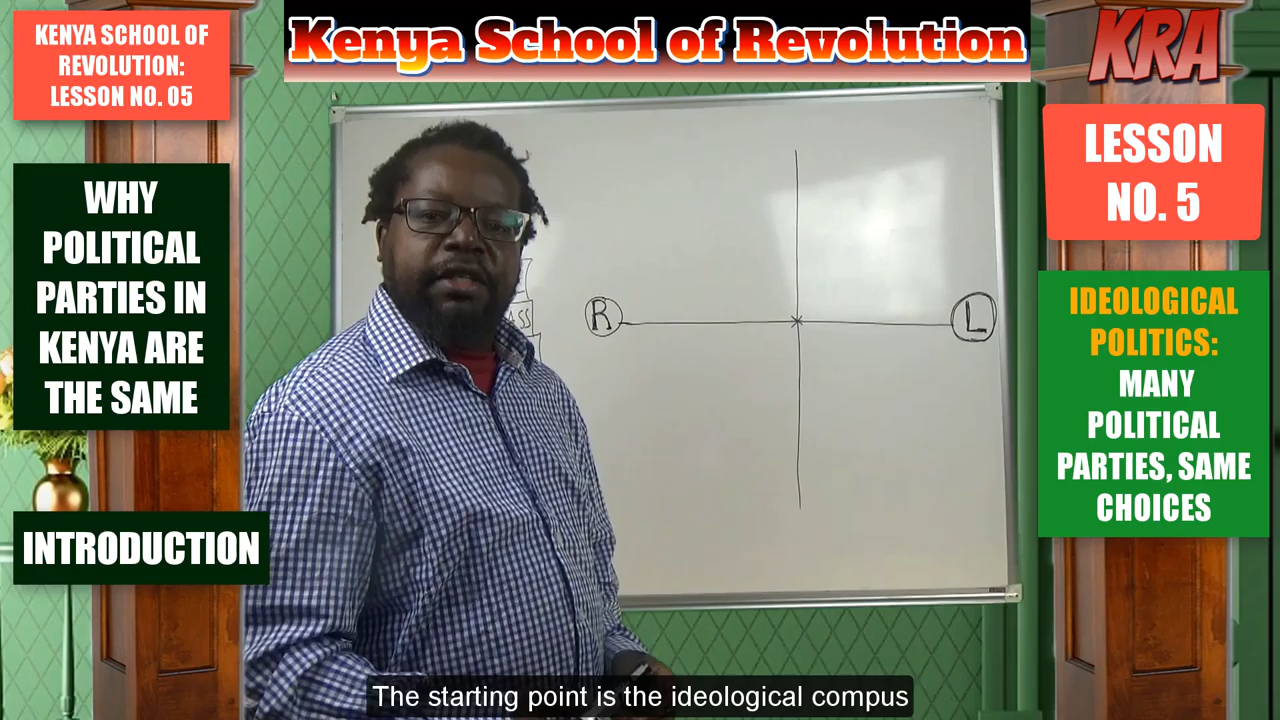 Kenya School of Revolution
KENYA SCHOOL OF
REVOLUTION:
LESSON NO. 05
WHY
POLITICAL
PARTIES IN
KENYA ARE
THE SAME
INTRODUCTION
KRA
LESSON
NO. 5
IDEOLOGICAL
POLITICS:
MANY
POLITICAL
PARTIES, SAME
CHOICES
R
L
The starting point is the ideological compus